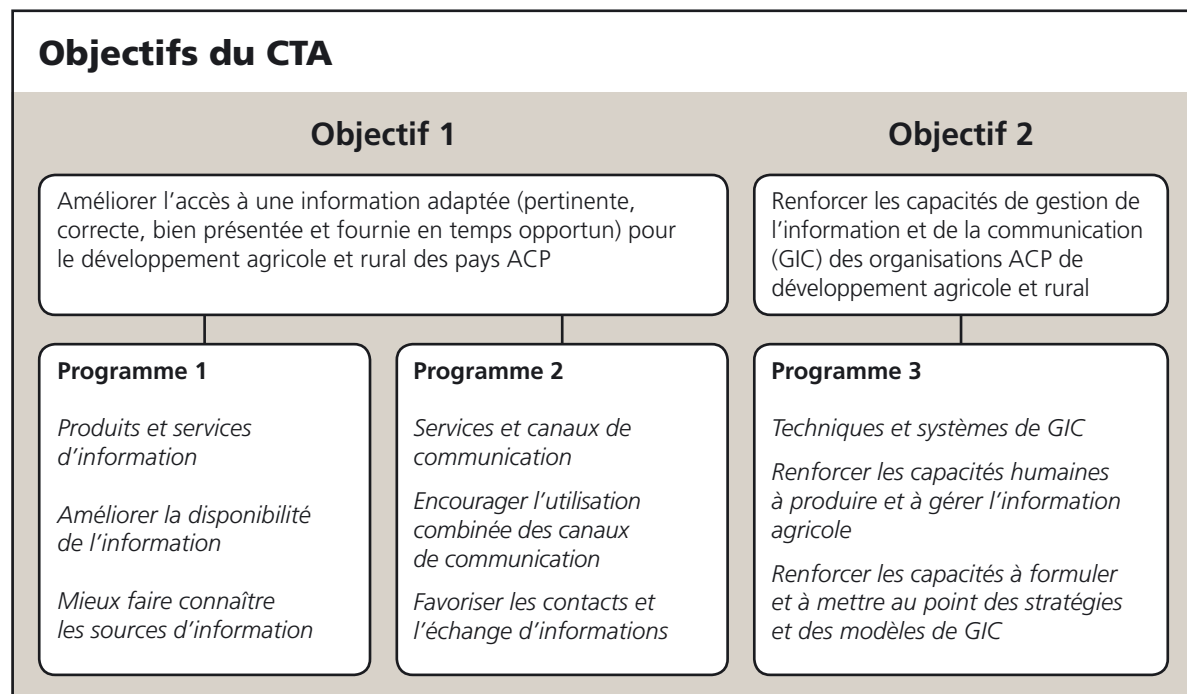 Objectifs du CTA
Objectif 1
Améliorer l’accès à une information adaptée (pertinente,
correcte, bien présentée et fournie en temps opportun) pour
le développement agricole et rural des pays ACP
Programme 1
Produits et services
d’information
Améliorer la disponibilité
de l’information
Mieux faire connaître
les sources d’information
Programme 2
Services et canaux de
communication
Encourager l’utilisation
combinée des canaux
de communication
Favoriser les contacts et
l’échange d’informations
Objectif 2
Renforcer les capacités de gestion de
l’information et de la communication
(GIC) des organisations ACP de
développement agricole et rural
Programme 3
Techniques et systèmes de GIC
Renforcer les capacités humaines
à produire et à gérer l’information
agricole
Renforcer les capacités à formuler
et à mettre au point des stratégies
et des modèles de GIC